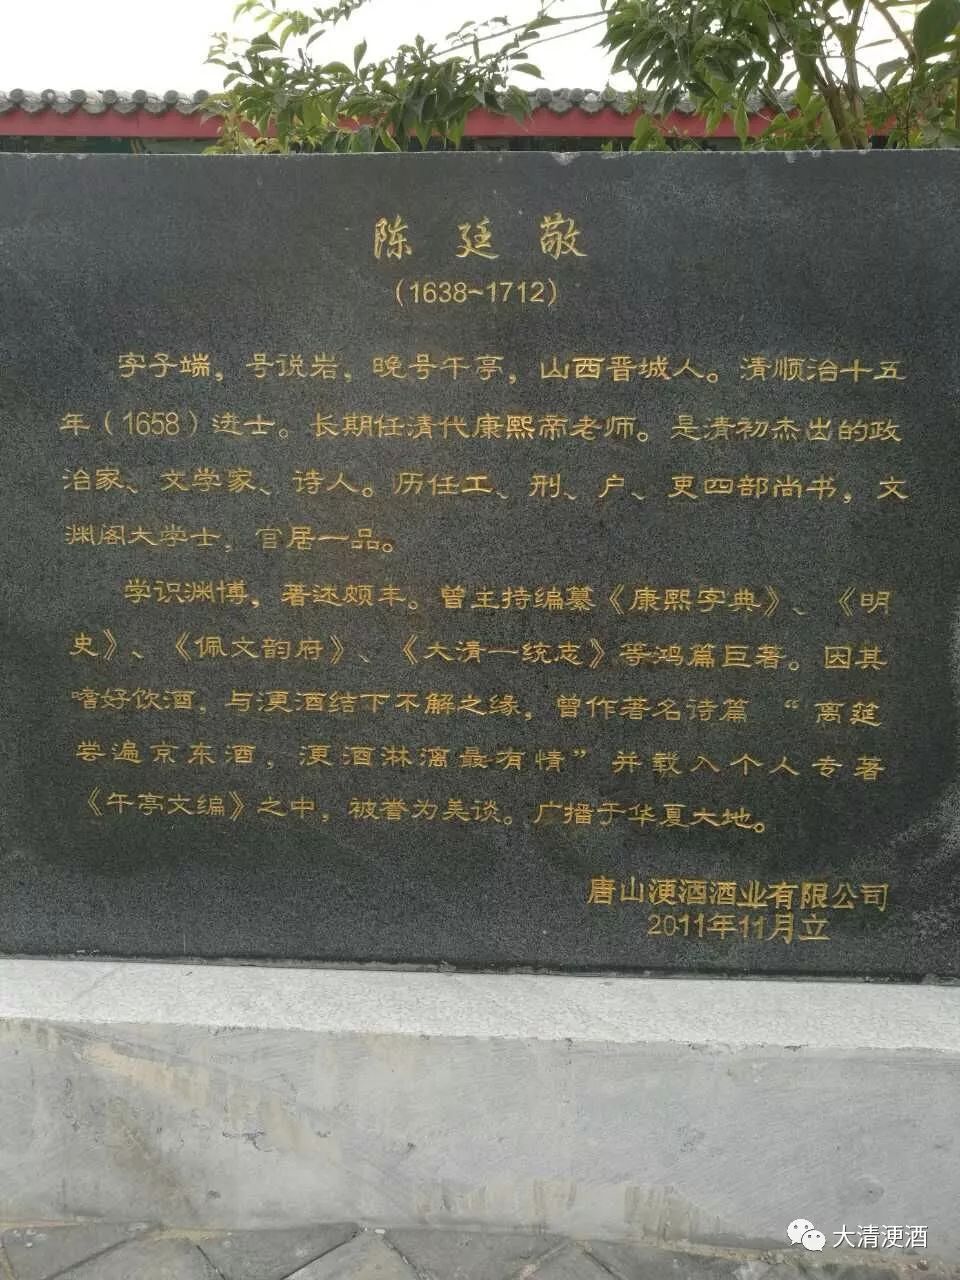 陈廷敬
（1638~1712）
字子端，号说岩，晚号午亭，山西晋城人。清顺治十五
年（1658）进士。长期任清代康熙帝老师。是清初杰出的政
治家、文学家、诗人。历任工、刑、户、吏四部尚书，文
渊阁大学士，官居一品。
学识渊博，著述颇丰。曾主持编纂《康熙字典》、《明
史》、《佩文韵府》、《大清一统志》等鸿篇巨著。因其
嗜好饮酒，与浭酒结下不解之缘，曾作著名诗篇“离筵
尝遍京东酒，浭酒淋漓最有情”并载入个人专著
《午亭文编》之中，被誉为美谈。广播于华夏大地。
唐山浭酒酒业有限公司
2011年11月立
大清浭酒